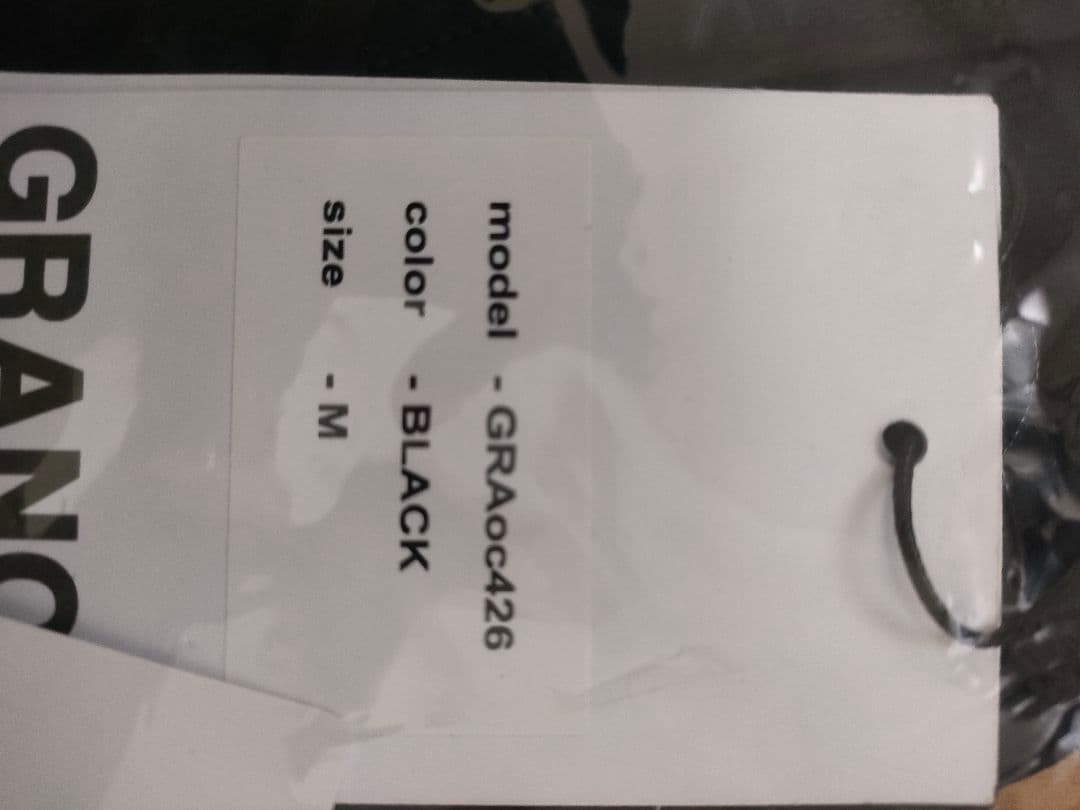 model - GRAoc426
color - BLACK
size - M